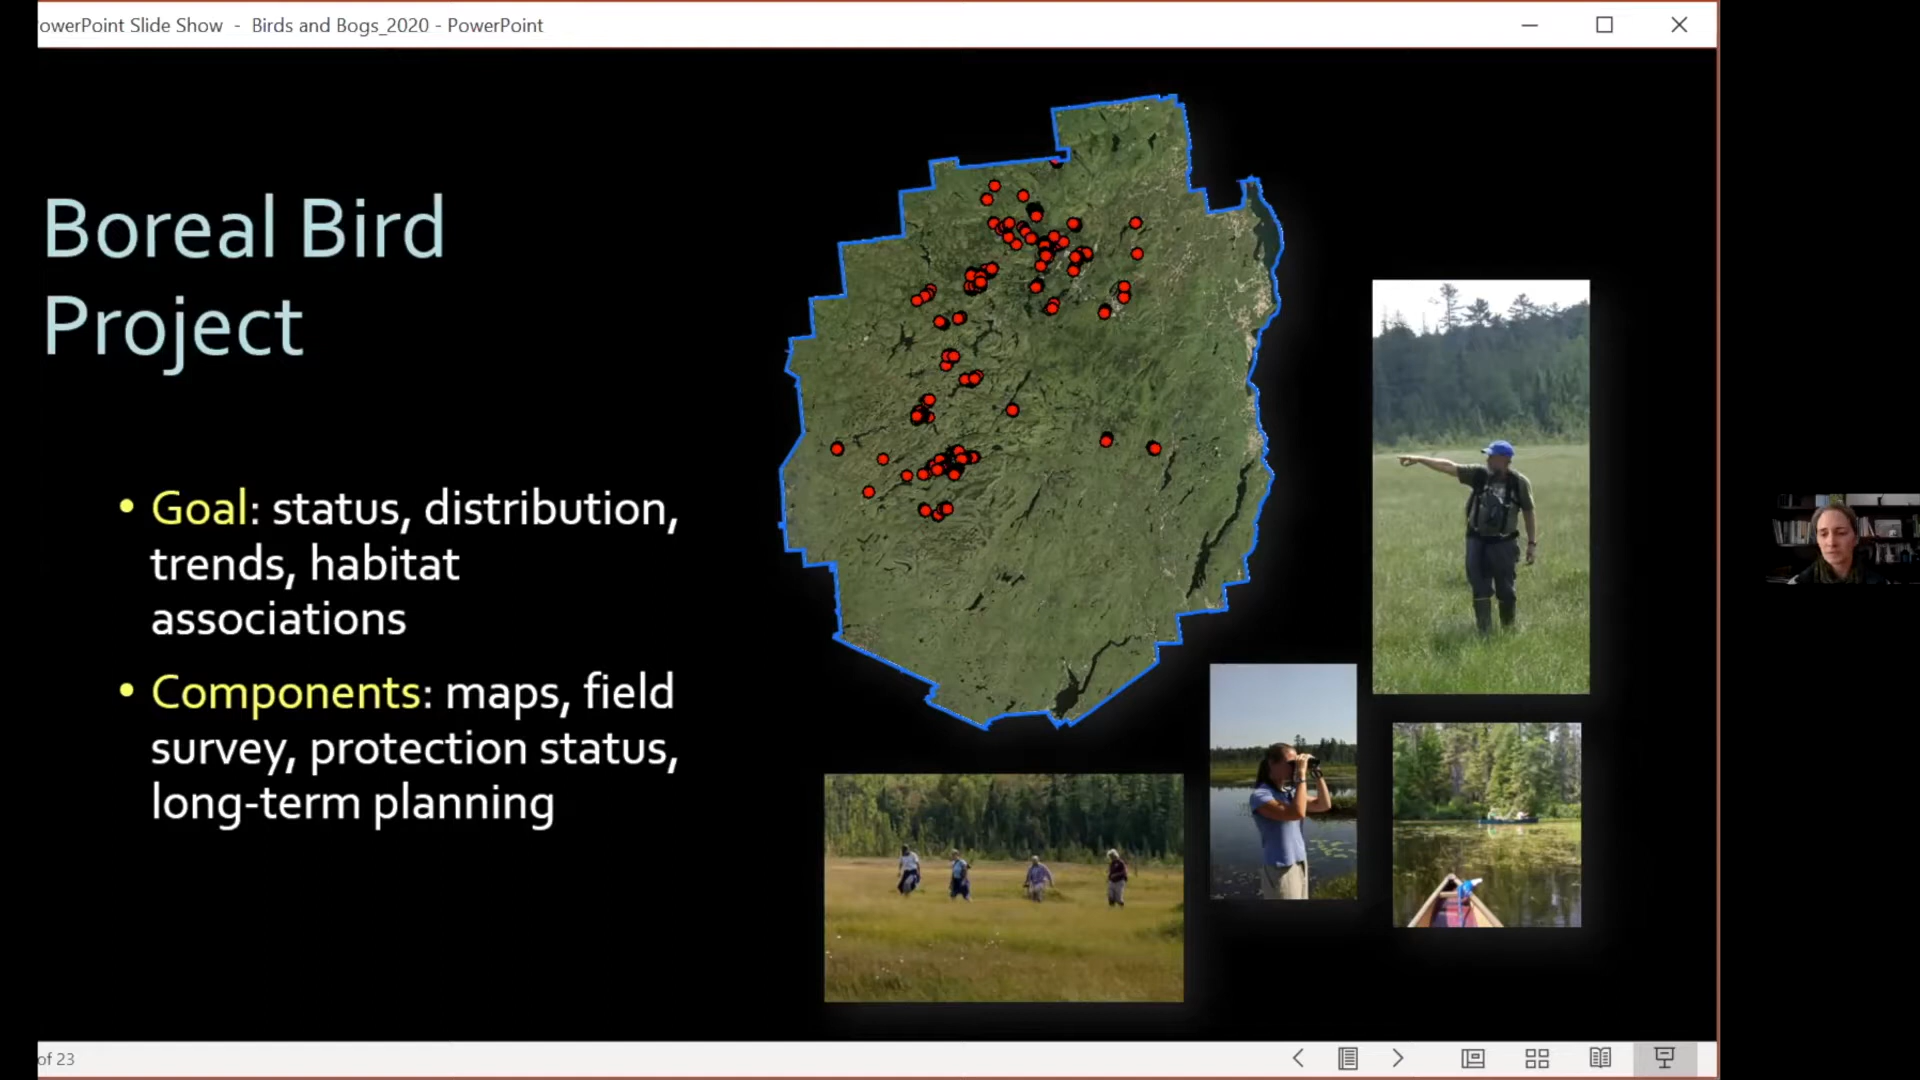 owerPoint Slide Show - Birds and Bogs_2020 - PowerPoint
Boreal Bird
Project
• Goal: status, distribution,
trends, habitat
associations
• Components: maps, field
survey, protection status,
long-term planning
of 23